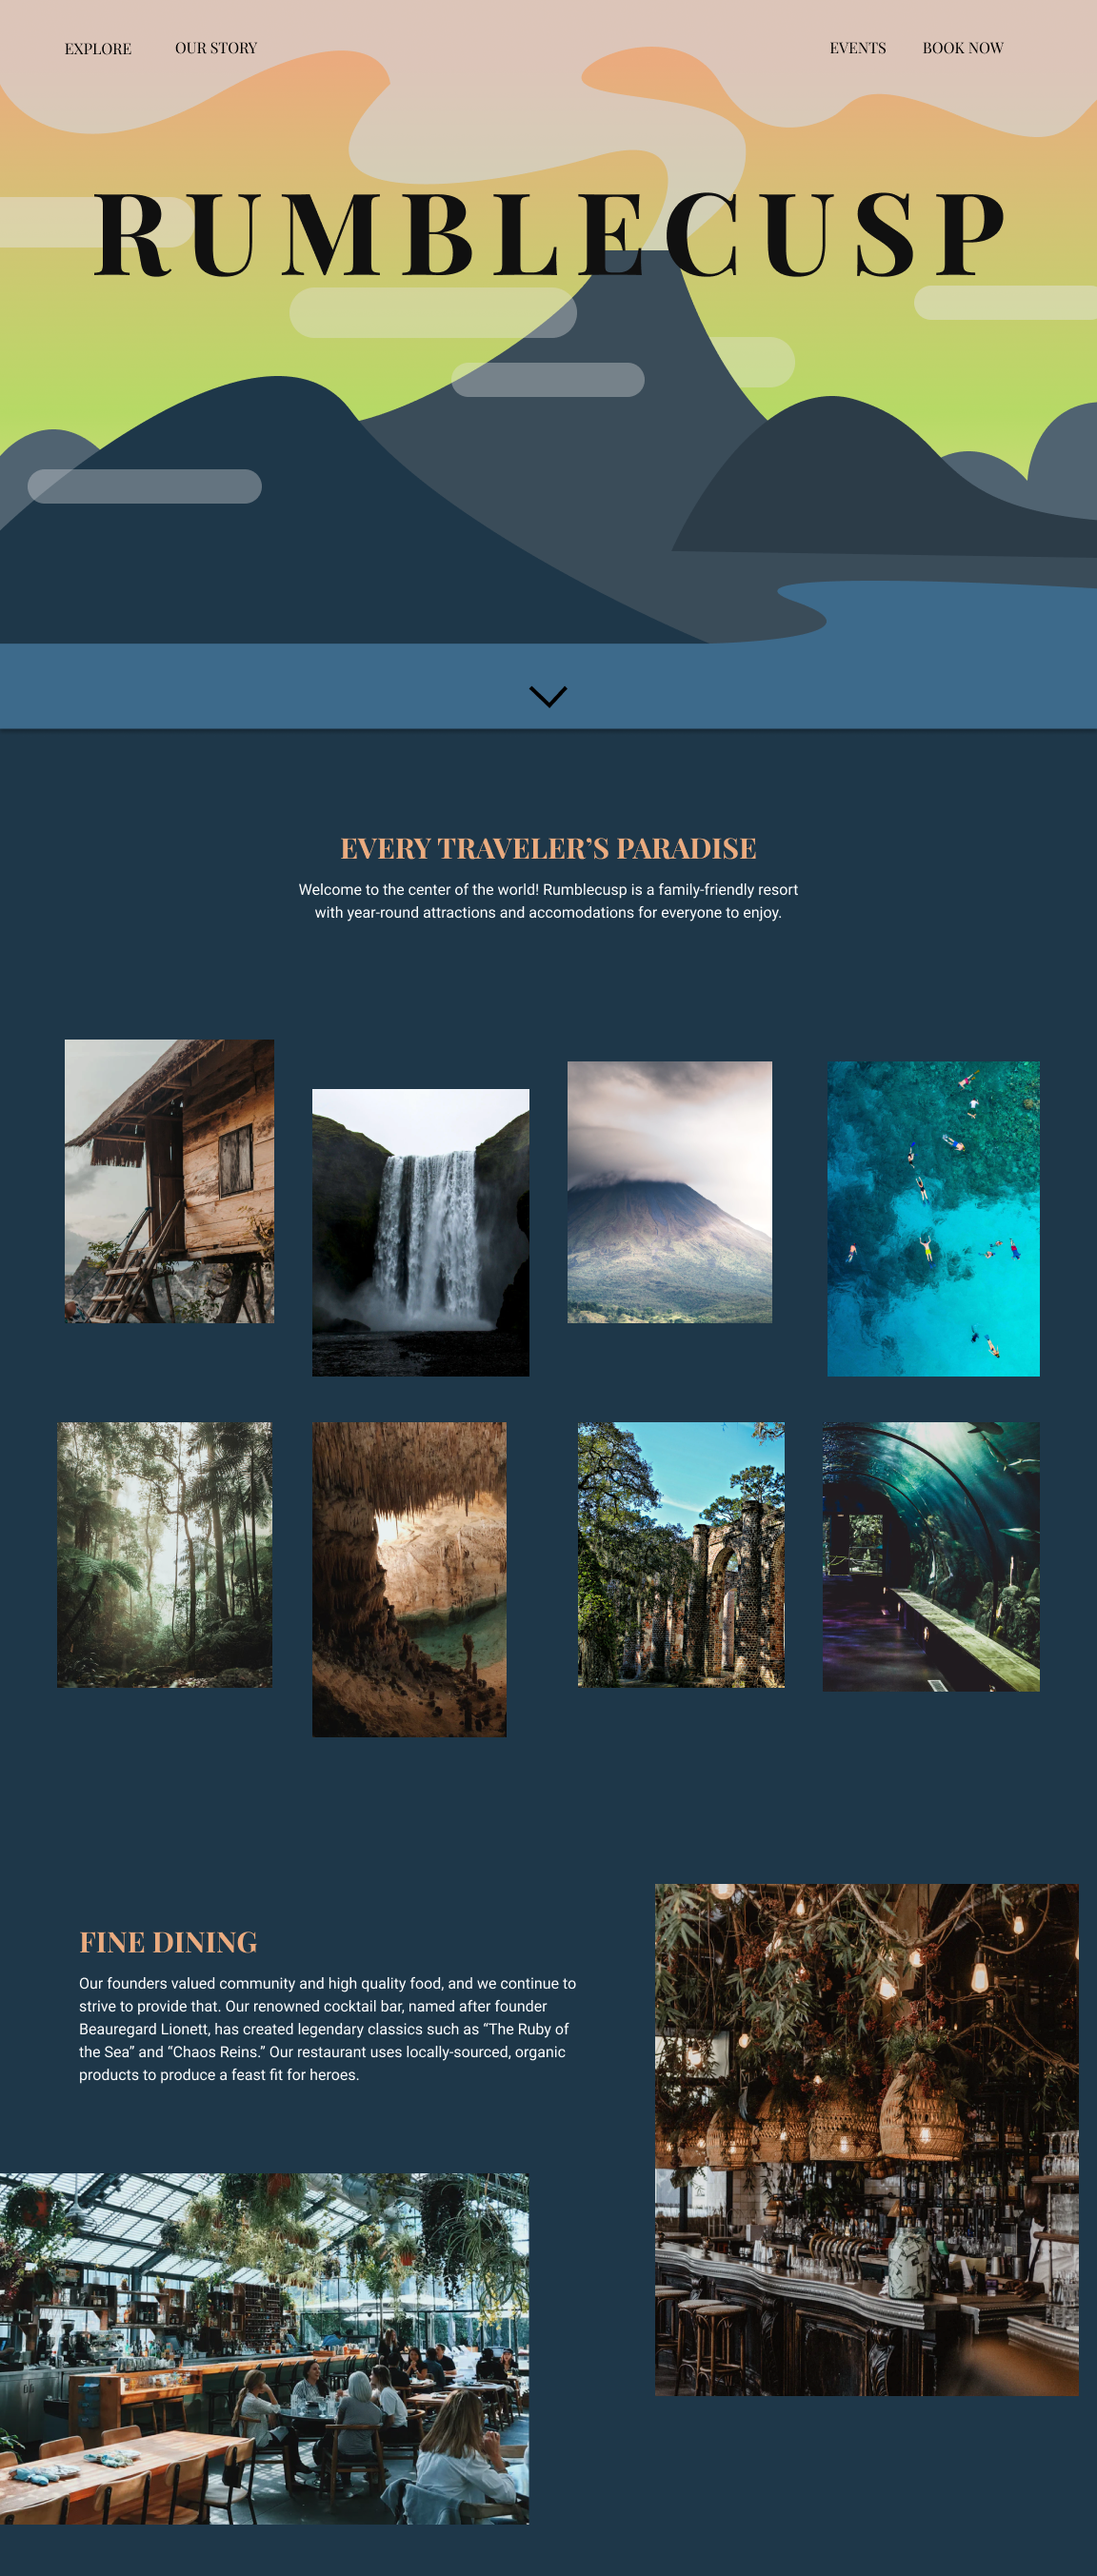 EXPLORE
OUR STORY
EVENTS
BOOK NOW
RUMBLECUSP
EVERY TRAVELER’S PARADISE
Welcome to the center of the world! Rumblecusp is a family-friendly resort
with year-round attractions and accomodations for everyone to enjoy.
FINE DINING
Our founders valued community and high quality food, and we continue to
strive to provide that. Our renowned cocktail bar, named after founder
Beauregard Lionett, has created legendary classics such as “The Ruby of
the Sea” and “Chaos Reins.” Our restaurant uses locally-sourced, organic
products to produce a feast fit for heroes.